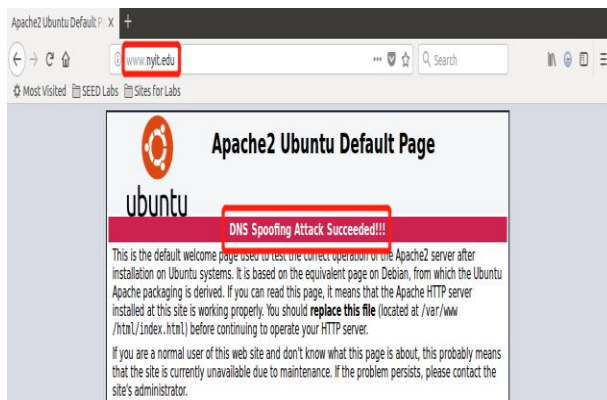 Apache2 Ubuntu Default P
www.nyit.edu
Search
Most Visited SEED Labs Sites for Labs
Apache2 Ubuntu Default Page
ubuntu
DNS Spoofing Attack Succeeded!!!
This is the default welcome page used to test the correct operation of the Apache2 server after
installation on Ubuntu systems. It is based on the equivalent page on Debian, from which the Ubuntu
Apache packaging is derived. If you can read this page, it means that the Apache HTTP server
installed at this site is working properly. You should replace this file (located at /var/www
/html/index.html) before continuing to operate your HTTP server.
If you are a normal user of this web site and don't know what this page is about, this probably means
that the site is currently unavailable due to maintenance. If the problem persists, please contact the
site's administrator.